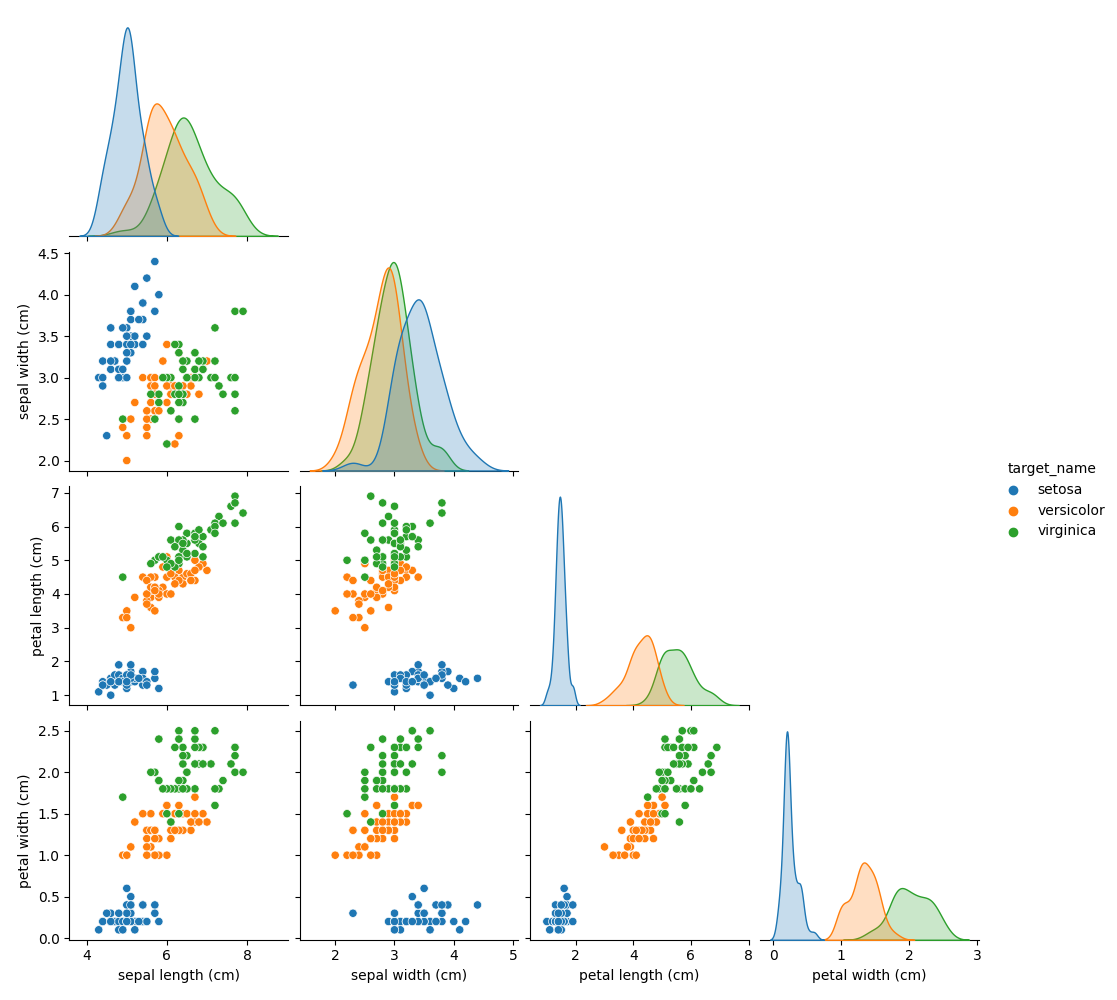 4 6 8
4.5
4.0
3.5
3.0
2.5
2.0
sepal width (cm)
2 3 4 5
7
6
5
4
3
2
1
petal length (cm)
target_name
setosa
versicolor
virginica
2.5
2.0
1.5
1.0
0.5
0.0
petal width (cm)
2 4 6 8
0 1 2 3
sepal length (cm)
sepal width (cm)
petal length (cm)
petal width (cm)